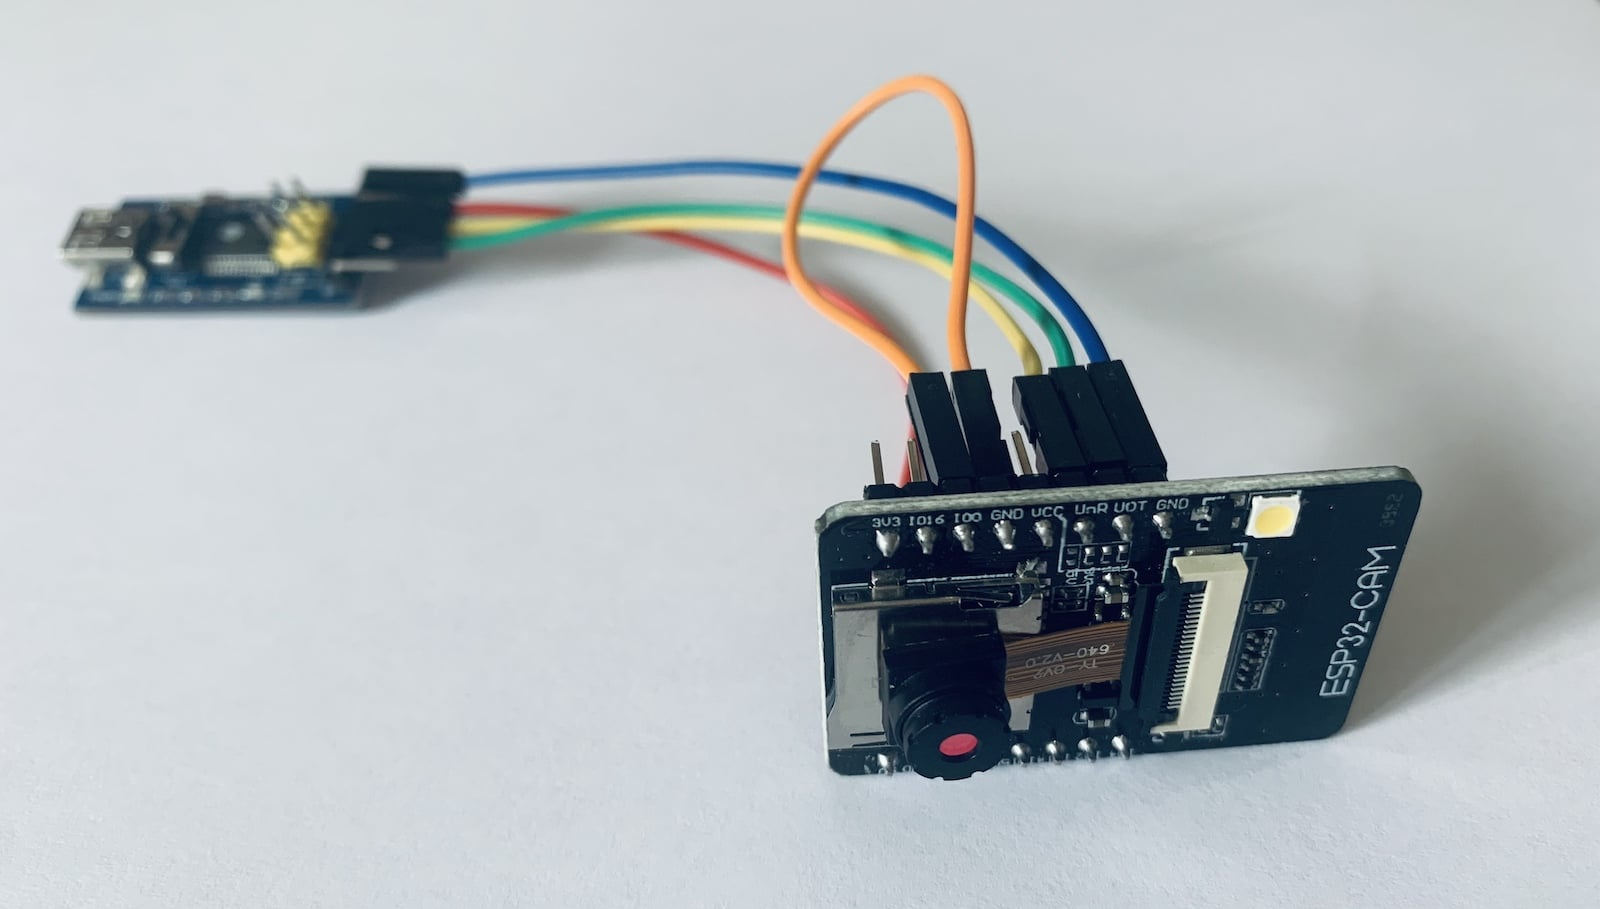 3V3 IO16 IO0 GND VCC UnR UOT GND
ESP32-CAM
TY-OV2
640-V2.0